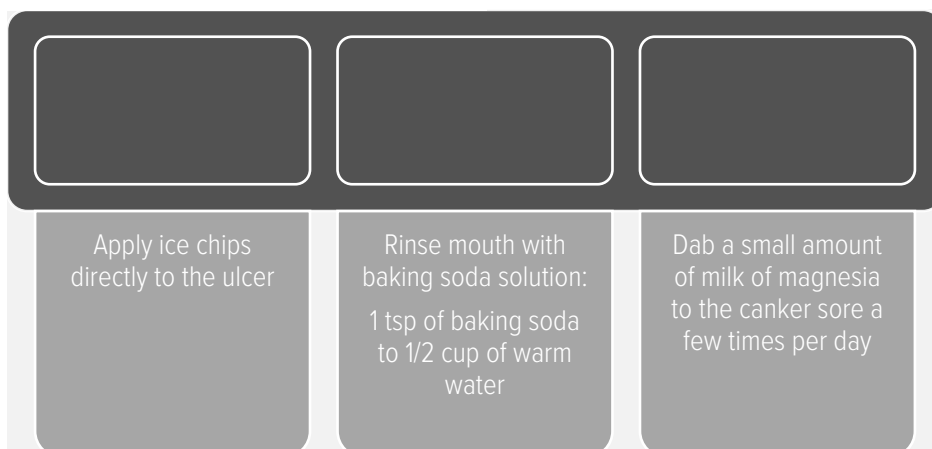 Apply ice chips
directly to the ulcer
Rinse mouth with
baking soda solution:
1 tsp of baking soda
to 1/2 cup of warm
water
Dab a small amount
of milk of magnesia
to the canker sore a
few times per day